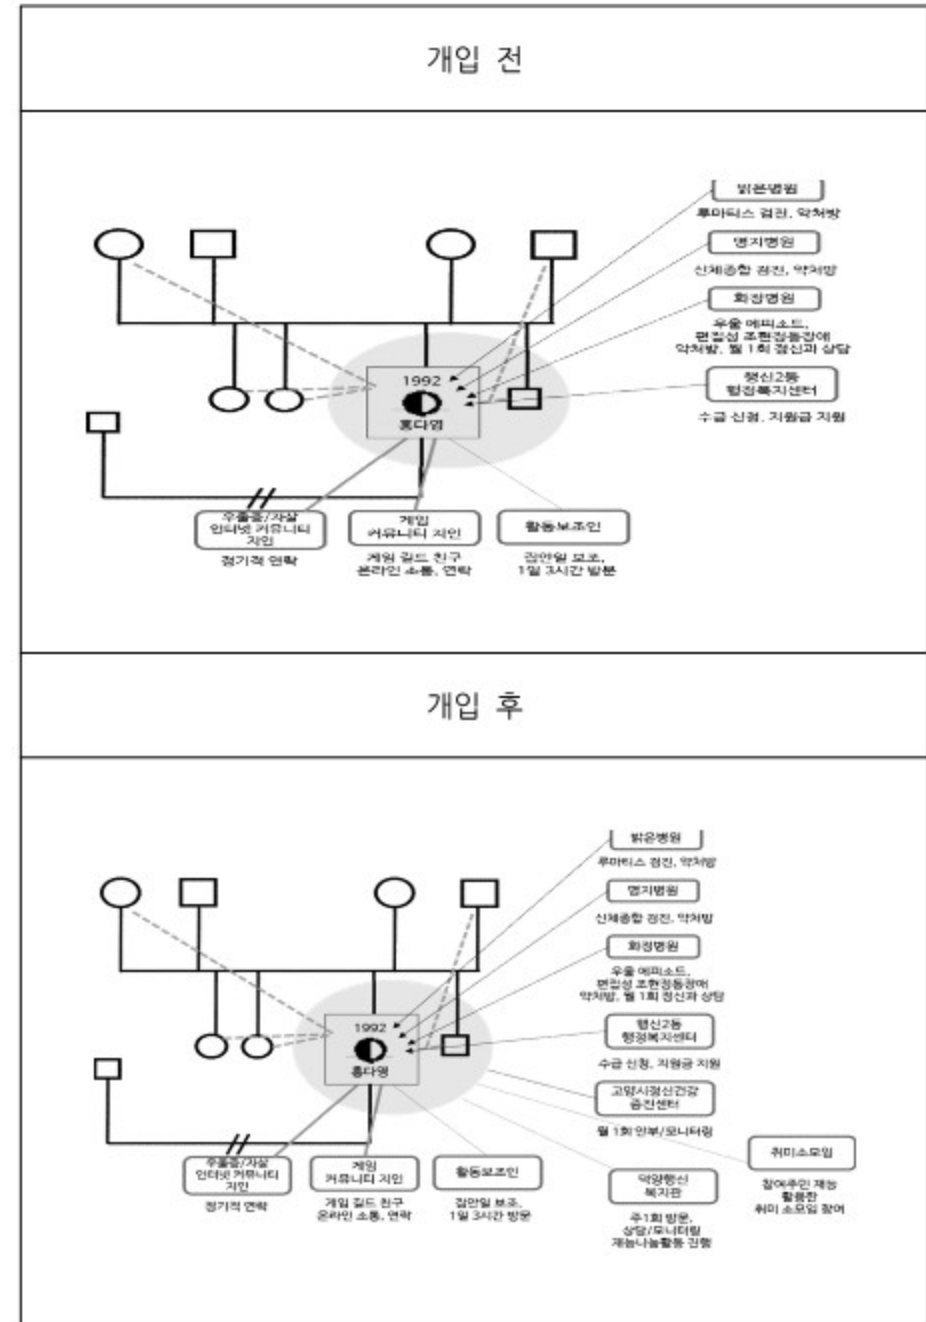 개입 전
밝은병원
루마티스 검진, 약처방
명지병원
신체종합 검진, 약처방
화정병원
우울 에피소드,
편집성 조현정동장애
약처방, 월 1회 정신과 상담
행신2동
행정복지센터
수급 신청, 지원금 지원
1992
홍다영
우울증/자살
인터넷 커뮤니티
지인
정기적 연락
게임
커뮤니티 지인
게임 길드 친구
온라인 소통, 연락
활동보조인
집안일 보조,
1일 3시간 방문
개입 후
밝은병원
루마티스 검진, 약처방
명지병원
신체종합 검진, 약처방
화정병원
우울 에피소드,
편집성 조현정동장애
약처방, 월 1회 정신과 상담
행신2동
행정복지센터
수급 신청, 지원금 지원
1992
홍다영
고양시정신건강
증진센터
월 1회 안부/모니터링
취미소모임
참여주민 재능
활용한
취미 소모임 참여
우울증/자살
인터넷 커뮤니티
지인
정기적 연락
게임
커뮤니티 지인
게임 길드 친구
온라인 소통, 연락
활동보조인
집안일 보조,
1일 3시간 방문
덕양행신
복지관
주1회 방문,
상담/모니터링
재능나눔활동 진행